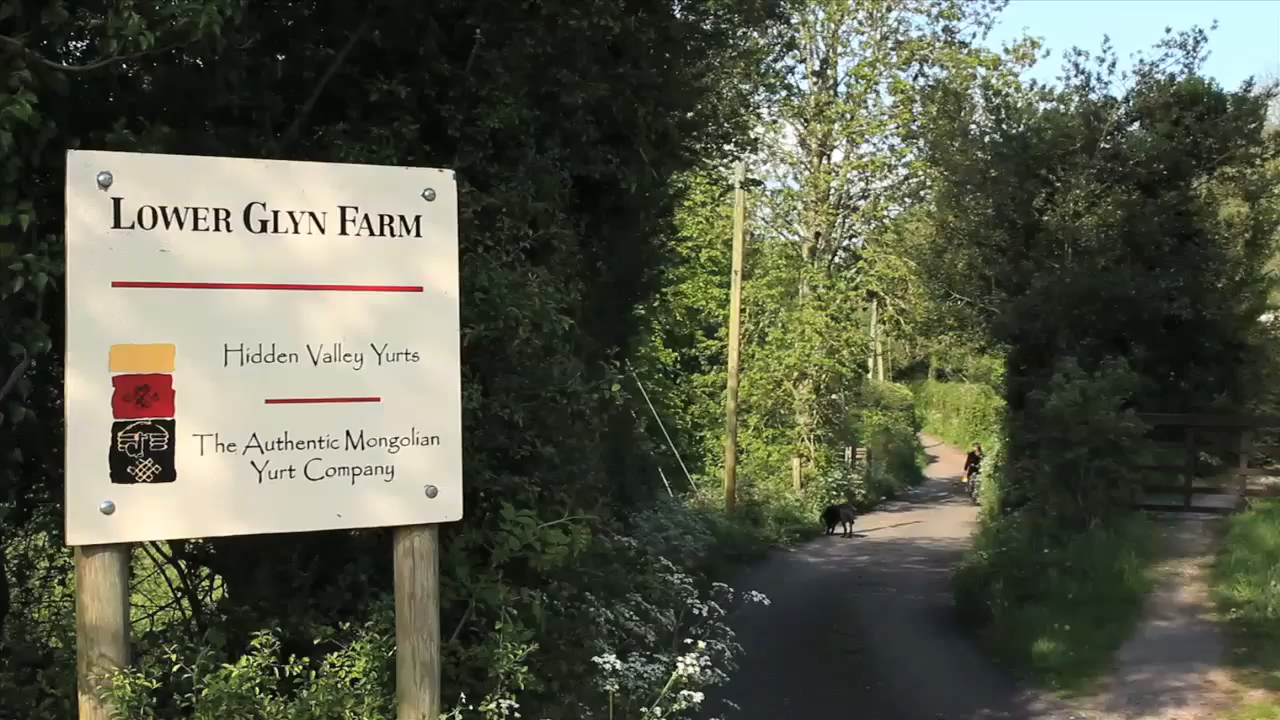 LOWER GLYN FARM
Hidden Valley Yurts
The Authentic Mongolian
Yurt Company